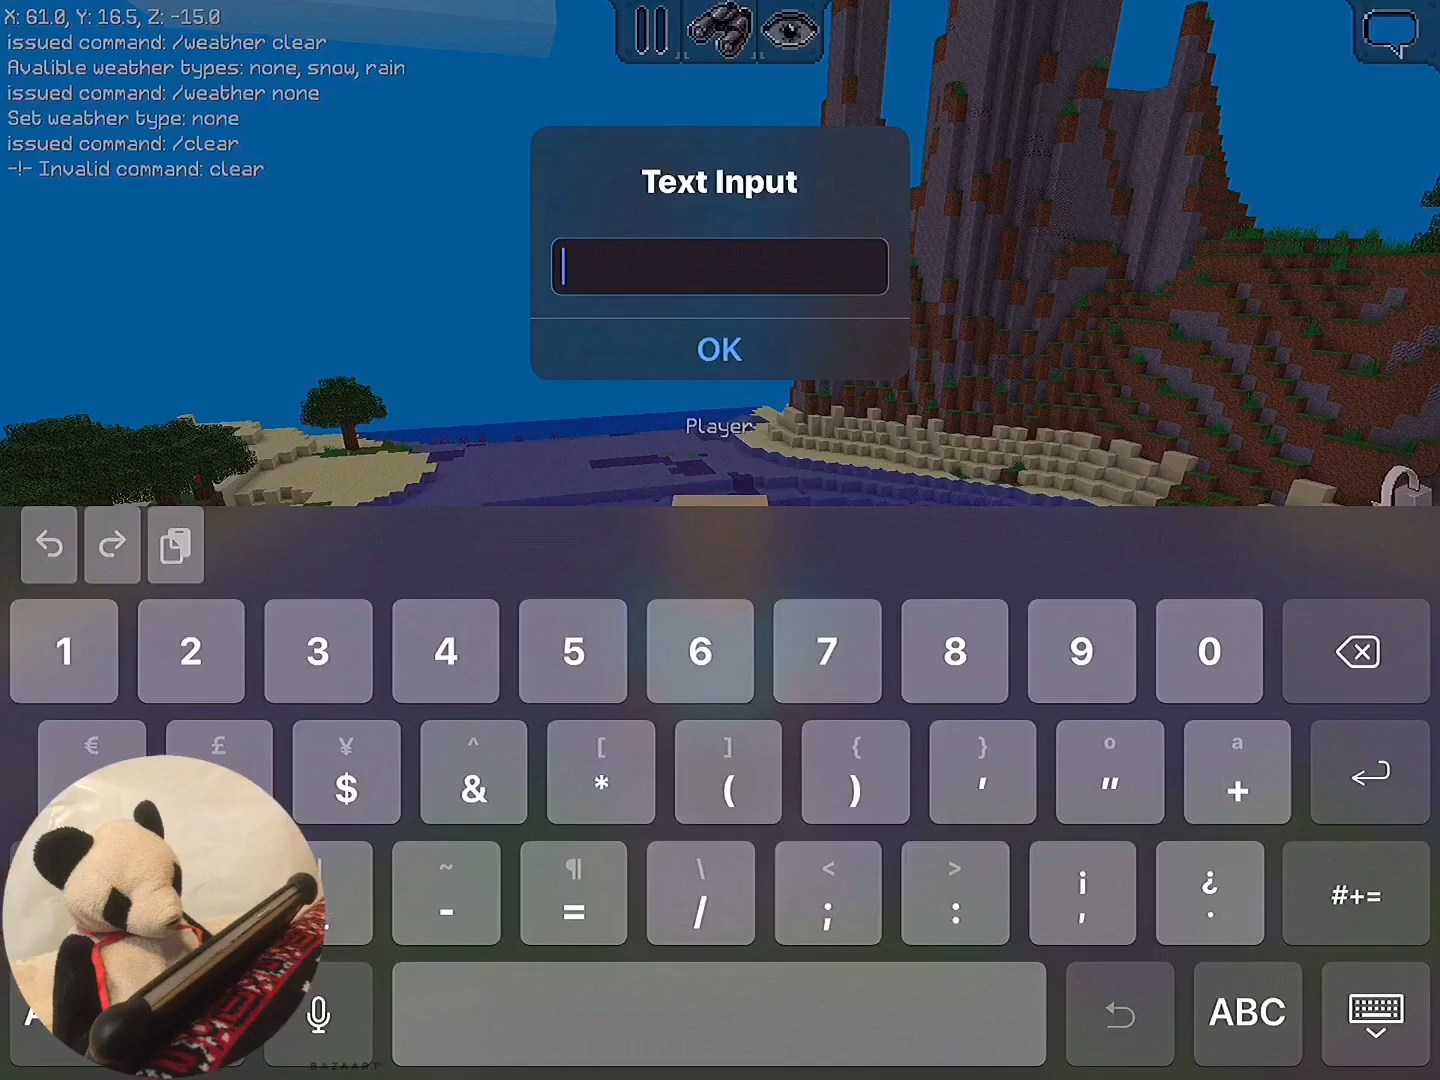 X: 61.0, Y: 16.5, Z: -15.0
issued command: /weather clear
Avalible weather types: none, snow, rain
issued command: /weather none
Set weather type: none
issued command: /clear
-!- Invalid command: clear
Text Input
OK
Player
1 2 3 4 5 6 7 8 9 0
€ £ ¥ ^ [ ] { } º ª
$ & * ( ) ' " +
~ ¶ \ < > ¡ ¿
- = / ; : , . #+=
ABC
BAZAART